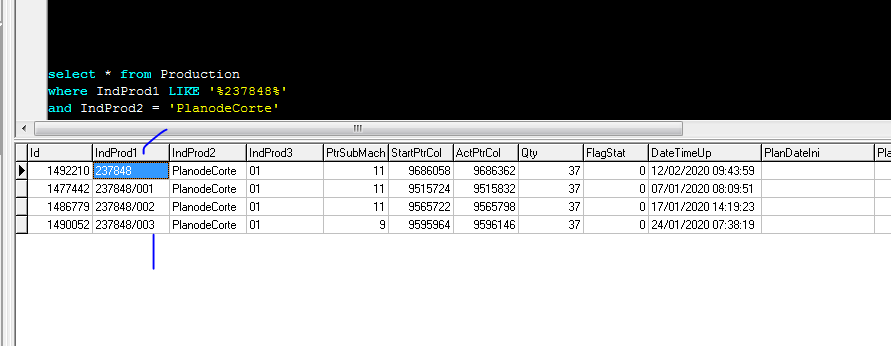 select * from Production
where IndProd1 LIKE '%237848%'
and IndProd2 = 'PlanodeCorte'
Id IndProd1 IndProd2 IndProd3 PtrSubMach StartPtrCol ActPtrCol Qty FlagStat DateTimeUp PlanDateIni Pla
1492210 237848 PlanodeCorte 01 11 9686058 9686362 37 0 12/02/2020 09:43:59
1477442 237848/001 PlanodeCorte 01 11 9515724 9515832 37 0 07/01/2020 08:09:51
1486779 237848/002 PlanodeCorte 01 11 9565722 9565798 37 0 17/01/2020 14:19:23
1490052 237848/003 PlanodeCorte 01 9 9595964 9596146 37 0 24/01/2020 07:38:19